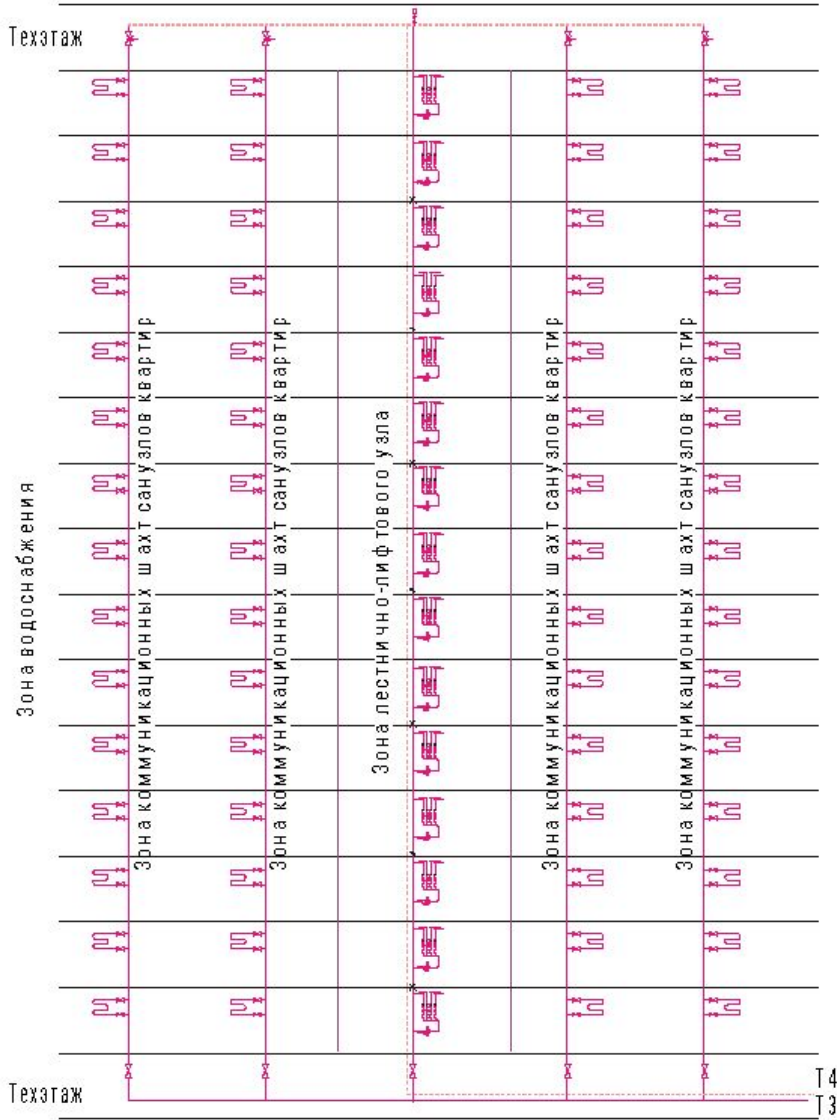 Техэтаж
Зона водоснабжения
Зона коммуникационных шахт санузлов квартир
Зона коммуникационных шахт санузлов квартир
Зона лестнично-лифтового узла
Зона коммуникационных шахт санузлов квартир
Зона коммуникационных шахт санузлов квартир
Техэтаж
Т4
Т3